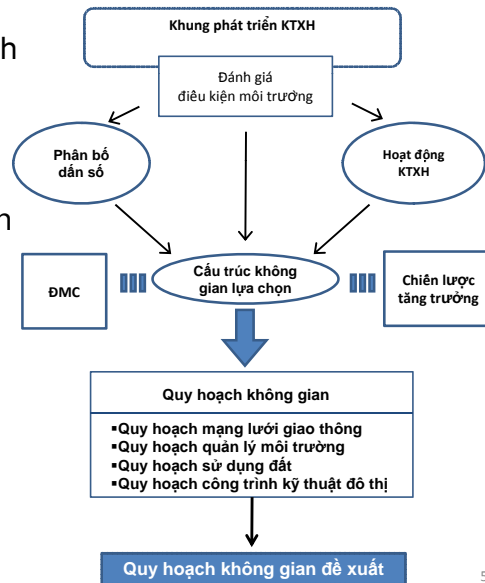 Khung phát triển KTXH
h
Đánh giá
điều kiện môi trường
Phân bố
dấn số
Hoạt động
KTXH
n
ĐMC
Cấu trúc không
gian lựa chọn
Chiến lược
tăng trưởng
Quy hoạch không gian
▪Quy hoạch mạng lưới giao thông
▪Quy hoạch quản lý môi trường
▪Quy hoạch sử dụng đất
▪Quy hoạch công trình kỹ thuật đô thị
Quy hoạch không gian đề xuất
5